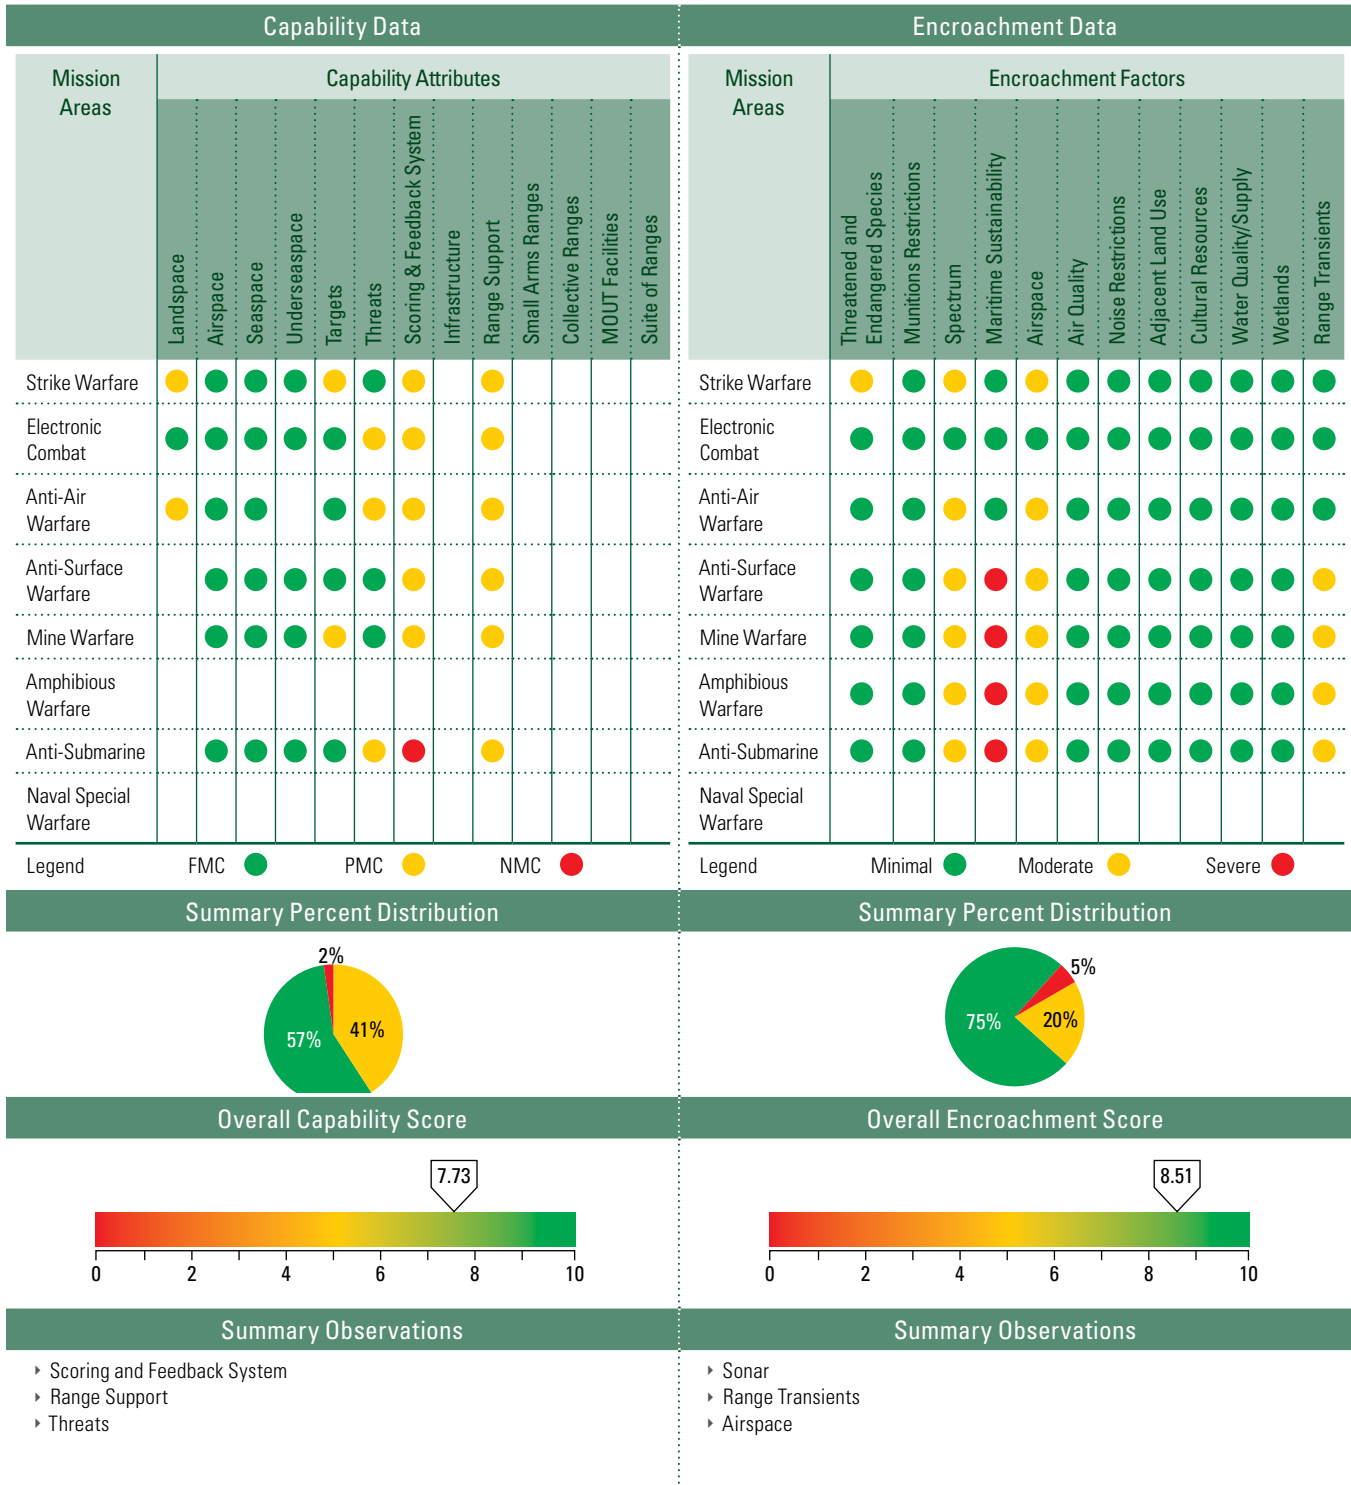 Capability Data
Mission
Areas
Capability Attributes
Landspace
Airspace
Seaspace
Underseaspace
Targets
Threats
Scoring & Feedback System
Infrastructure
Range Support
Small Arms Ranges
Collective Ranges
MOUT Facilities
Suite of Ranges
Strike Warfare
Electronic
Combat
Anti-Air
Warfare
Anti-Surface
Warfare
Mine Warfare
Amphibious
Warfare
Anti-Submarine
Naval Special
Warfare
Legend FMC PMC NMC
Summary Percent Distribution
2%
41%
57%
Overall Capability Score
7.73
0 2 4 6 8 10
Summary Observations
Scoring and Feedback System
Range Support
Threats
Encroachment Data
Mission
Areas
Encroachment Factors
Threatened and
Endangered Species
Munitions Restrictions
Spectrum
Maritime Sustainability
Airspace
Air Quality
Noise Restrictions
Adjacent Land Use
Cultural Resources
Water Quality/Supply
Wetlands
Range Transients
Strike Warfare
Electronic
Combat
Anti-Air
Warfare
Anti-Surface
Warfare
Mine Warfare
Amphibious
Warfare
Anti-Submarine
Naval Special
Warfare
Legend Minimal Moderate Severe
Summary Percent Distribution
5%
20%
75%
Overall Encroachment Score
8.51
0 2 4 6 8 10
Summary Observations
Sonar
Range Transients
Airspace